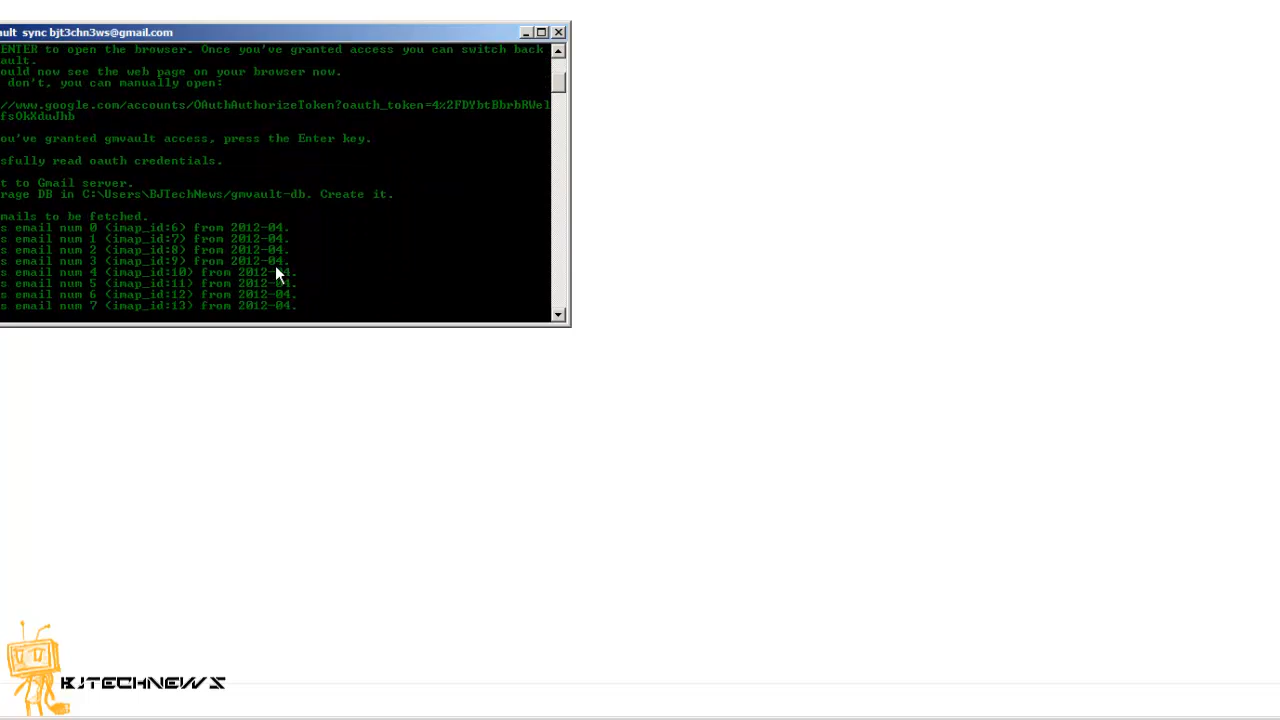 ault sync bjt3chn3ws@gmail.com
ENTER to open the browser. Once you've granted access you can switch back
ault.
ould now see the web page on your browser now.
don't, you can manually open:
//www.google.com/accounts/OAuthAuthorizeToken?oauth_token=4%2FDYbtBbrbRWel
fsOkXduJhb
ou've granted gmvault access, press the Enter key.
sfully read oauth credentials.
t to Gmail server.
rage DB in C:\Users\BJTechNews/gmvault-db. Create it.
mails to be fetched.
s email num 0 (imap_id:6) from 2012-04.
s email num 1 (imap_id:7) from 2012-04.
s email num 2 (imap_id:8) from 2012-04.
s email num 3 (imap_id:9) from 2012-04.
s email num 4 (imap_id:10) from 2012-04.
s email num 5 (imap_id:11) from 2012-04.
s email num 6 (imap_id:12) from 2012-04.
s email num 7 (imap_id:13) from 2012-04.
BJTECHNEWS